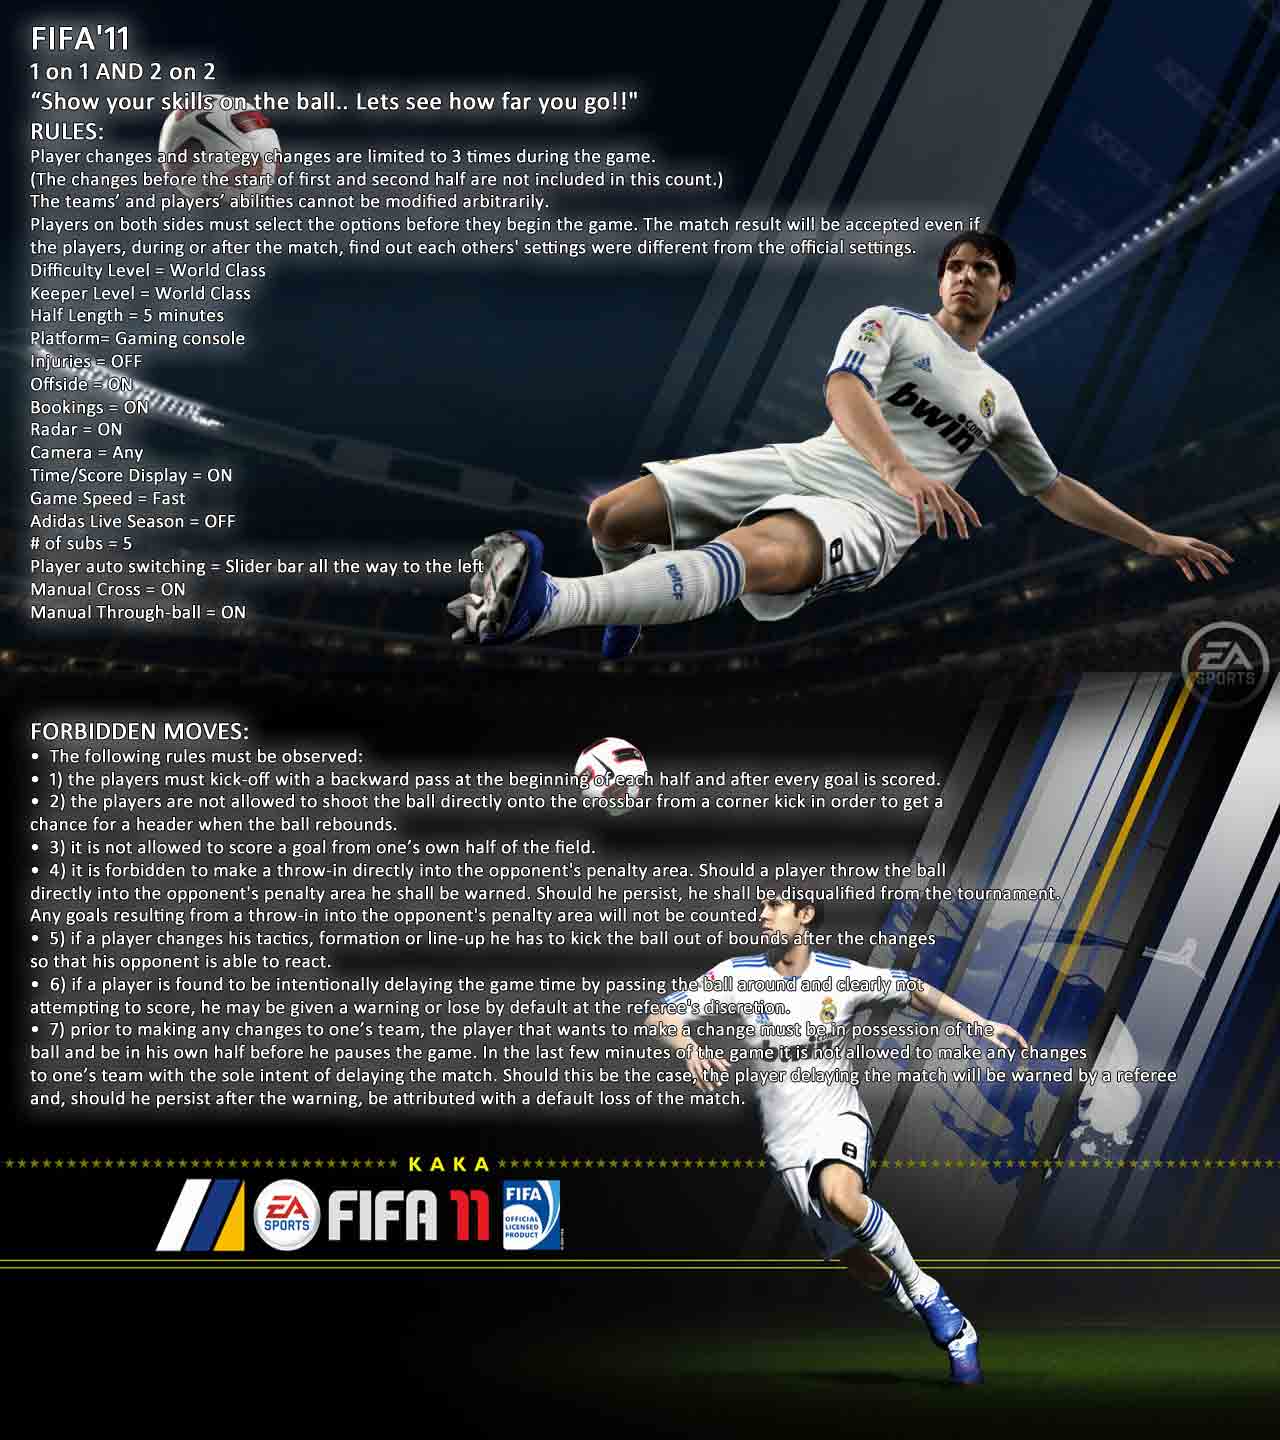 FIFA'11
1 on 1 AND 2 on 2
“Show your skills on the ball.. Lets see how far you go!!"
RULES:
Player changes and strategy changes are limited to 3 times during the game.
(The changes before the start of first and second half are not included in this count.)
The teams’ and players’ abilities cannot be modified arbitrarily.
Players on both sides must select the options before they begin the game. The match result will be accepted even if
the players, during or after the match, find out each others' settings were different from the official settings.
Difficulty Level = World Class
Keeper Level = World Class
Half Length = 5 minutes
Platform= Gaming console
Injuries = OFF
Offside = ON
Bookings = ON
Radar = ON
Camera = Any
Time/Score Display = ON
Game Speed = Fast
Adidas Live Season = OFF
# of subs = 5
Player auto switching = Slider bar all the way to the left
Manual Cross = ON
Manual Through-ball = ON
bwin.com
8
RMCF
EA
SPORTS
FORBIDDEN MOVES:
• The following rules must be observed:
• 1) the players must kick-off with a backward pass at the beginning of each half and after every goal is scored.
• 2) the players are not allowed to shoot the ball directly onto the crossbar from a corner kick in order to get a
chance for a header when the ball rebounds.
• 3) it is not allowed to score a goal from one’s own half of the field.
• 4) it is forbidden to make a throw-in directly into the opponent's penalty area. Should a player throw the ball
directly into the opponent's penalty area he shall be warned. Should he persist, he shall be disqualified from the tournament.
Any goals resulting from a throw-in into the opponent's penalty area will not be counted.
• 5) if a player changes his tactics, formation or line-up he has to kick the ball out of bounds after the changes
so that his opponent is able to react.
• 6) if a player is found to be intentionally delaying the game time by passing the ball around and clearly not
attempting to score, he may be given a warning or lose by default at the referee's discretion.
• 7) prior to making any changes to one’s team, the player that wants to make a change must be in possession of the
ball and be in his own half before he pauses the game. In the last few minutes of the game it is not allowed to make any changes
to one’s team with the sole intent of delaying the match. Should this be the case, the player delaying the match will be warned by a referee
and, should he persist after the warning, be attributed with a default loss of the match.
8
KAKA
EA
SPORTS
FIFA 11
FIFA
OFFICIAL
LICENSED
PRODUCT